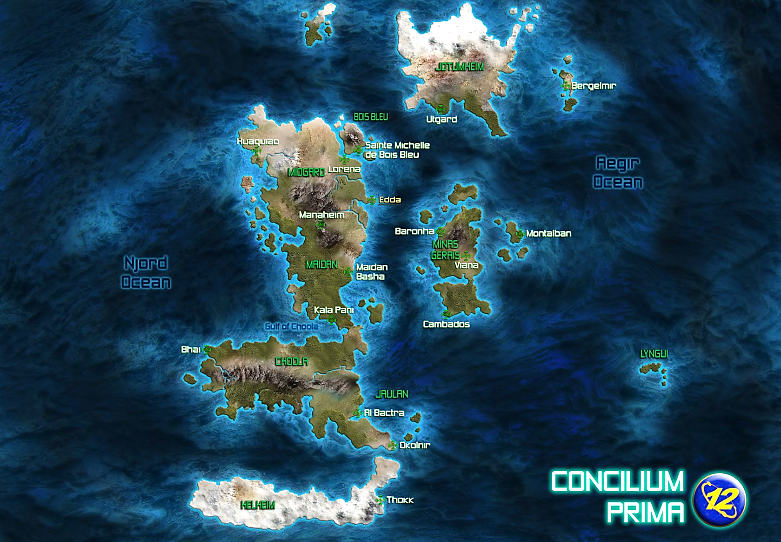 JOTUNHEIM
Bergelmir
Utgard
BOIS BLEU
Huaquiao
Sainte Michelle
de Bois Bleu
Lorena
MIDGARD
Aegir
Ocean
Edda
Manaheim
Baronha
Montalban
MINAS
GERAIS
Viana
Njord
Ocean
MAIDAN
Maidan
Basha
Kala Pani
Cambados
Gulf of Choola
Bhai
CHOOLA
LYNGUI
JAULAN
Al Bactra
Okolnir
HELHEIM
Thokk
CONCILIUM
PRIMA
12